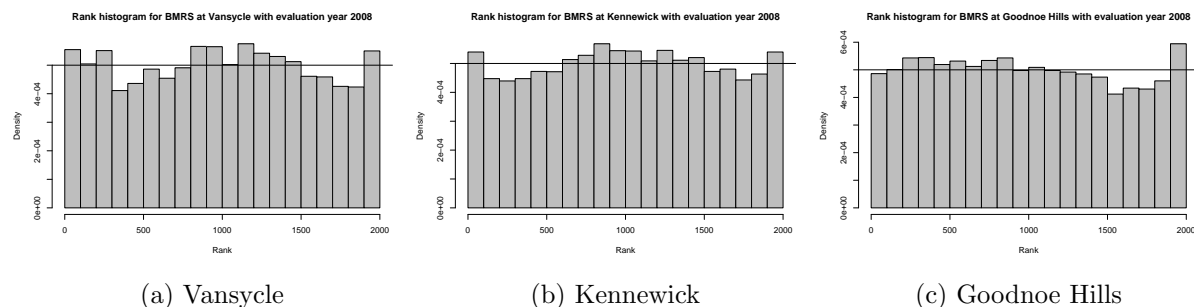 Rank histogram for BMRS at Vansycle with evaluation year 2008
Density
0e+00
2e−04
4e−04
0
500
1000
1500
2000
Rank
(a) Vansycle
Rank histogram for BMRS at Kennewick with evaluation year 2008
Density
0e+00
2e−04
4e−04
0
500
1000
1500
2000
Rank
(b) Kennewick
Rank histogram for BMRS at Goodnoe Hills with evaluation year 2008
Density
0e+00
2e−04
4e−04
6e−04
0
500
1000
1500
2000
Rank
(c) Goodnoe Hills